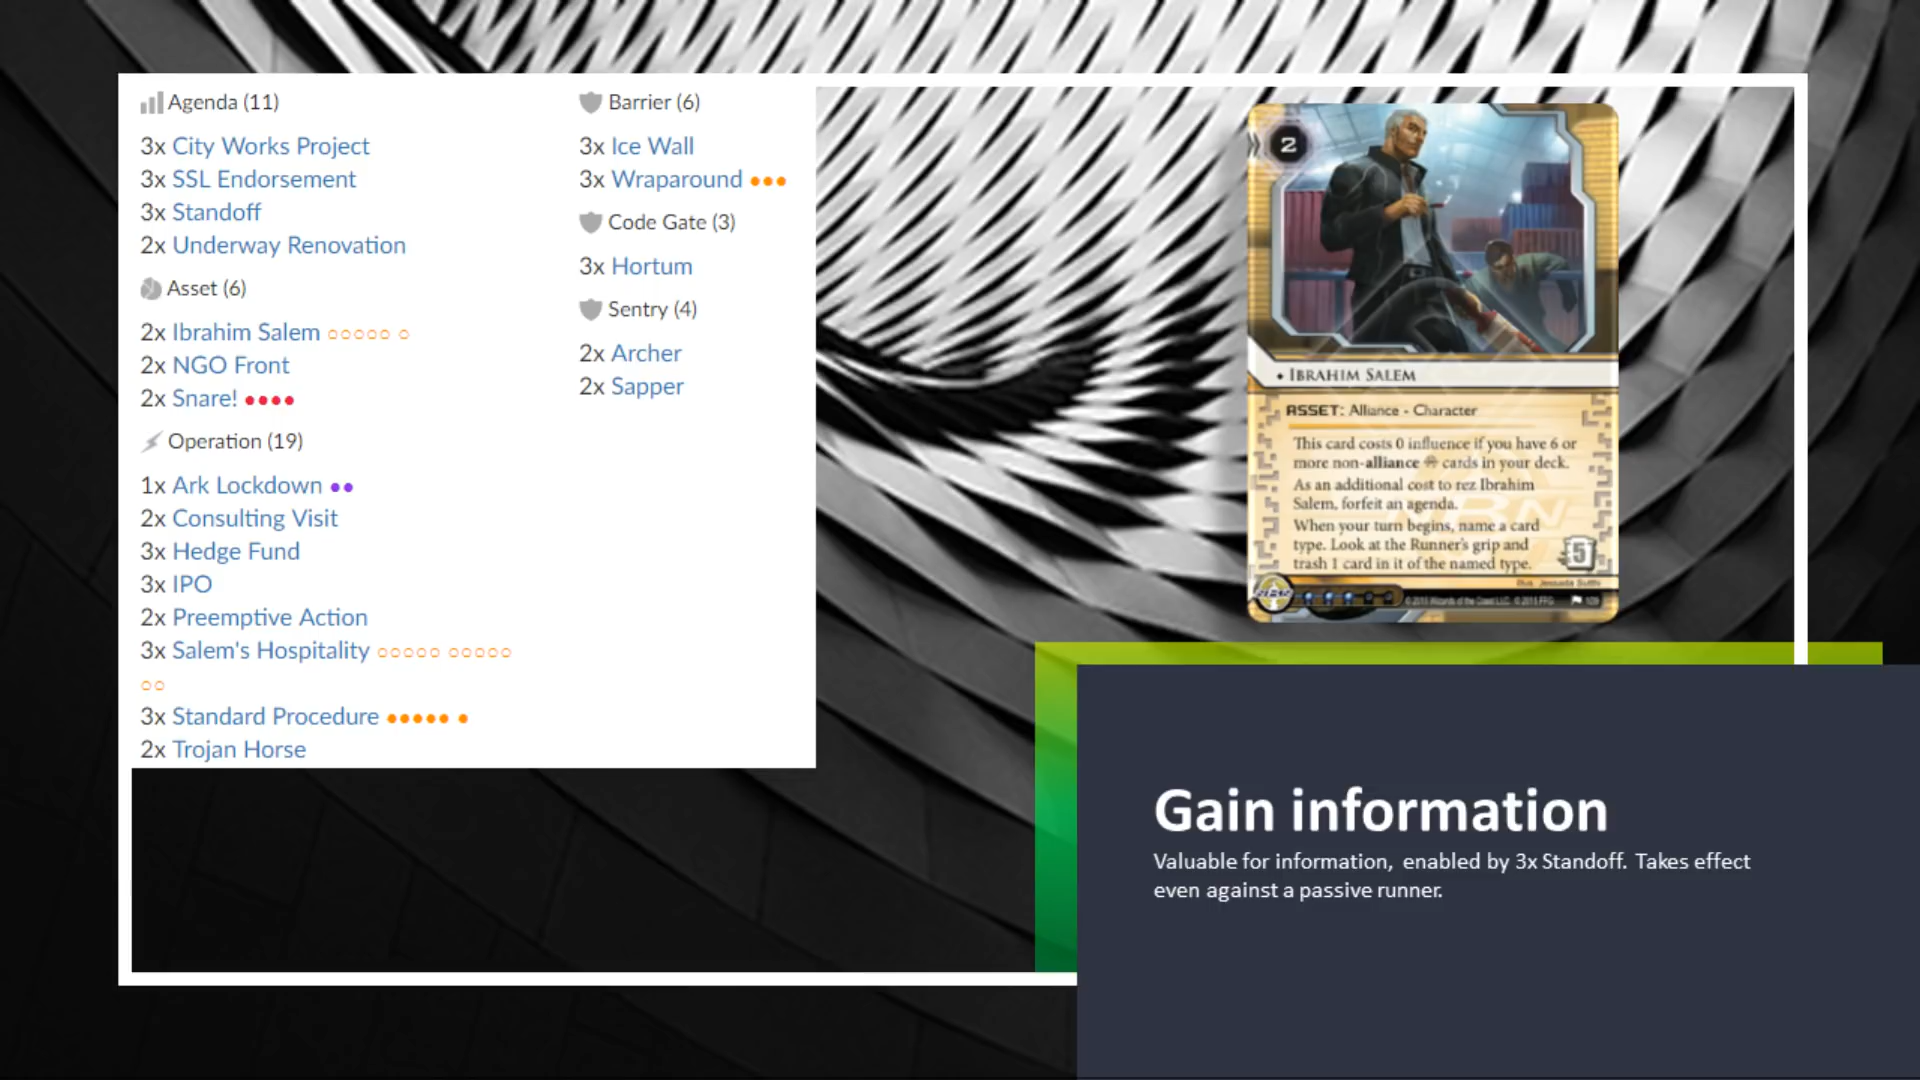 Agenda (11)
3x City Works Project
3x SSL Endorsement
3x Standoff
2x Underway Renovation
Asset (6)
2x Ibrahim Salem
2x NGO Front
2x Snare!
Operation (19)
1x Ark Lockdown
2x Consulting Visit
3x Hedge Fund
3x IPO
2x Preemptive Action
3x Salem's Hospitality
3x Standard Procedure
2x Trojan Horse
Barrier (6)
3x Ice Wall
3x Wraparound
Code Gate (3)
3x Hortum
Sentry (4)
2x Archer
2x Sapper
2
IBRAHIM SALEM
ASSET: Alliance - Character
This card costs 0 influence if you have 6 or
more non-alliance cards in your deck.
As an additional cost to rez Ibrahim
Salem, forfeit an agenda.
When your turn begins, name a card
type. Look at the Runner's grip and
trash 1 card in it of the named type.
5
Gain information
Valuable for information, enabled by 3x Standoff. Takes effect
even against a passive runner.